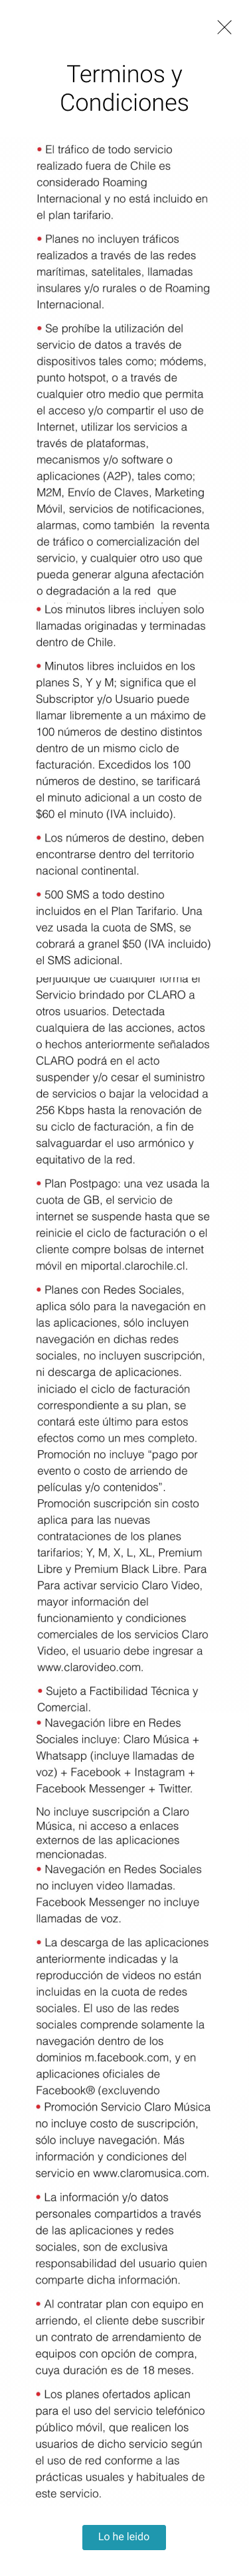 Terminos y
Condiciones
• El tráfico de todo servicio
realizado fuera de Chile es
considerado Roaming
Internacional y no está incluido en
el plan tarifario.
• Planes no incluyen tráficos
realizados a través de las redes
marítimas, satelitales, llamadas
insulares y/o rurales o de Roaming
Internacional.
• Se prohíbe la utilización del
servicio de datos a través de
dispositivos tales como; módems,
punto hotspot, o a través de
cualquier otro medio que permita
el acceso y/o compartir el uso de
Internet, utilizar los servicios a
través de plataformas,
mecanismos y/o software o
aplicaciones (A2P), tales como;
M2M, Envío de Claves, Marketing
Móvil, servicios de notificaciones,
alarmas, como también la reventa
de tráfico o comercialización del
servicio, y cualquier otro uso que
pueda generar alguna afectación
o degradación a la red que
• Los minutos libres incluyen solo
llamadas originadas y terminadas
dentro de Chile.
• Minutos libres incluidos en los
planes S, Y y M; significa que el
Subscriptor y/o Usuario puede
llamar libremente a un máximo de
100 números de destino distintos
dentro de un mismo ciclo de
facturación. Excedidos los 100
números de destino, se tarificará
el minuto adicional a un costo de
$60 el minuto (IVA incluido).
• Los números de destino, deben
encontrarse dentro del territorio
nacional continental.
• 500 SMS a todo destino
incluidos en el Plan Tarifario. Una
vez usada la cuota de SMS, se
cobrará a granel $50 (IVA incluido)
el SMS adicional.
perjudique de cualquier forma el
Servicio brindado por CLARO a
otros usuarios. Detectada
cualquiera de las acciones, actos
o hechos anteriormente señalados
CLARO podrá en el acto
suspender y/o cesar el suministro
de servicios o bajar la velocidad a
256 Kbps hasta la renovación de
su ciclo de facturación, a fin de
salvaguardar el uso armónico y
equitativo de la red.
• Plan Postpago: una vez usada la
cuota de GB, el servicio de
internet se suspende hasta que se
reinicie el ciclo de facturación o el
cliente compre bolsas de internet
móvil en miportal.clarochile.cl.
• Planes con Redes Sociales,
aplica sólo para la navegación en
las aplicaciones, sólo incluyen
navegación en dichas redes
sociales, no incluyen suscripción,
ni descarga de aplicaciones.
iniciado el ciclo de facturación
correspondiente a su plan, se
contará este último para estos
efectos como un mes completo.
Promoción no incluye “pago por
evento o costo de arriendo de
películas y/o contenidos”.
Promoción suscripción sin costo
aplica para las nuevas
contrataciones de los planes
tarifarios; Y, M, X, L, XL, Premium
Libre y Premium Black Libre. Para
Para activar servicio Claro Video,
mayor información del
funcionamiento y condiciones
comerciales de los servicios Claro
Video, el usuario debe ingresar a
www.clarovideo.com.
• Sujeto a Factibilidad Técnica y
Comercial.
• Navegación libre en Redes
Sociales incluye: Claro Música +
Whatsapp (incluye llamadas de
voz) + Facebook + Instagram +
Facebook Messenger + Twitter.
No incluye suscripción a Claro
Música, ni acceso a enlaces
externos de las aplicaciones
mencionadas.
• Navegación en Redes Sociales
no incluyen video llamadas.
Facebook Messenger no incluye
llamadas de voz.
• La descarga de las aplicaciones
anteriormente indicadas y la
reproducción de videos no están
incluidas en la cuota de redes
sociales. El uso de las redes
sociales comprende solamente la
navegación dentro de los
dominios m.facebook.com, y en
aplicaciones oficiales de
Facebook® (excluyendo
• Promoción Servicio Claro Música
no incluye costo de suscripción,
sólo incluye navegación. Más
información y condiciones del
servicio en www.claromusica.com.
• La información y/o datos
personales compartidos a través
de las aplicaciones y redes
sociales, son de exclusiva
responsabilidad del usuario quien
comparte dicha información.
• Al contratar plan con equipo en
arriendo, el cliente debe suscribir
un contrato de arrendamiento de
equipos con opción de compra,
cuya duración es de 18 meses.
• Los planes ofertados aplican
para el uso del servicio telefónico
público móvil, que realicen los
usuarios de dicho servicio según
el uso de red conforme a las
prácticas usuales y habituales de
este servicio.
Lo he leido